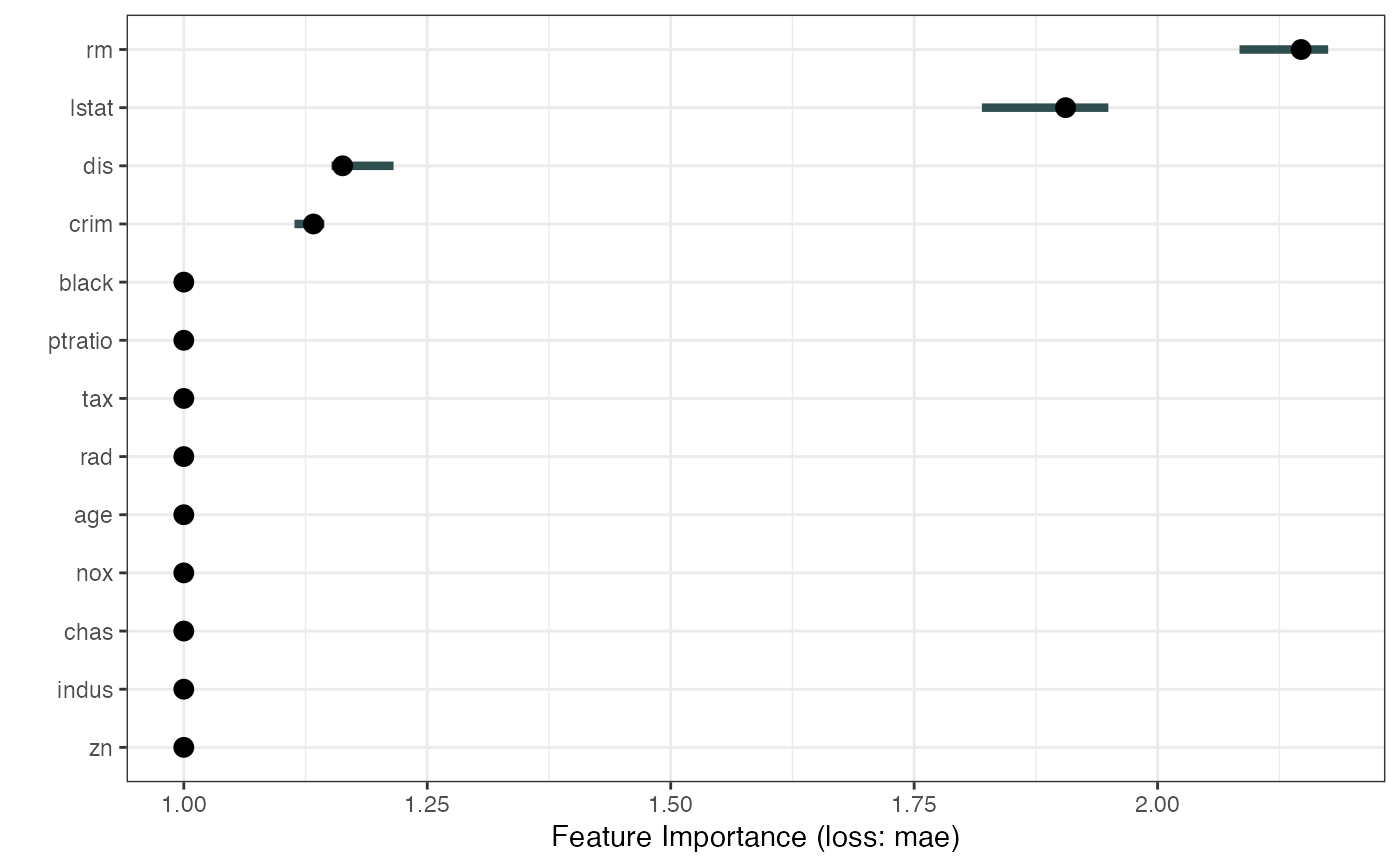 rm
lstat
dis
crim
black
ptratio
tax
rad
age
nox
chas
indus
zn
1.00 1.25 1.50 1.75 2.00
Feature Importance (loss: mae)